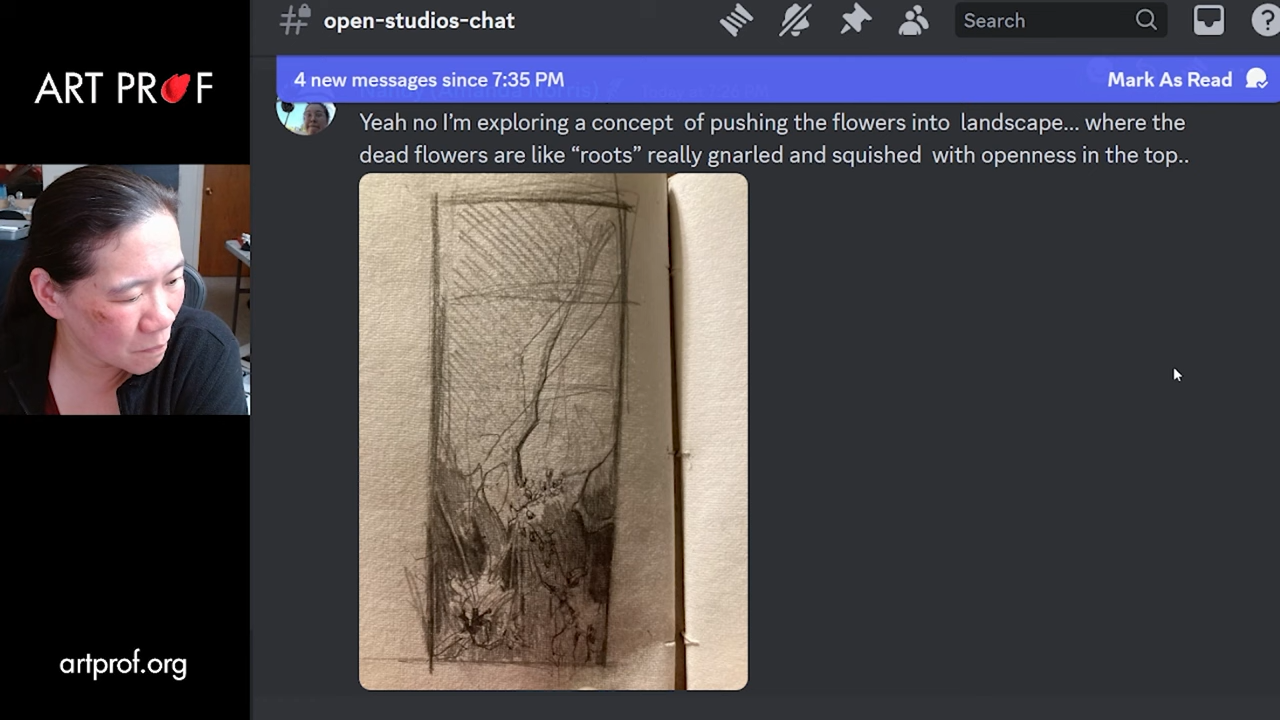 ART PROF
artprof.org
open-studios-chat
Search
4 new messages since 7:35 PM
Mark As Read
Yeah no I'm exploring a concept of pushing the flowers into landscape... where the
dead flowers are like “roots” really gnarled and squished with openness in the top..